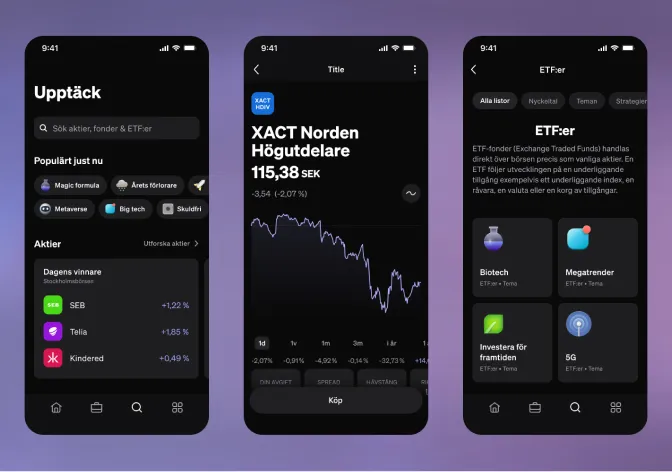 9:41
Upptäck
Sök aktier, fonder & ETF:er
Populärt just nu
Magic formula
Årets förlorare
Metaverse
Big tech
Skuldfri
Aktier
Utforska aktier
Dagens vinnare
Stockholmsbörsen
SEB
SEB
+1,22 %
Telia
+1,85 %
Kindered
+0,49 %
9:41
Title
XACT
HDIV
XACT Norden
Högutdelare
115,38 SEK
-3,54 (-2,07 %)
1d
1v
1m
3m
i år
1
-2,07%
-0,91%
-4,92%
-0,14%
-32,73%
+14,
DIN AVGIFT
SPREAD
HÄVSTÅNG
RI
Köp
9:41
ETF:er
Alla listor
Nyckeltal
Teman
Strategier
ETF:er
ETF-fonder (Exchange Traded Funds) handlas
direkt över börsen precis som vanliga aktier. En
ETF följer utvecklingen på en underliggande
tillgång exempelvis ett underliggande index, en
råvara, en valuta eller en korg av tillgångar.
Biotech
ETF:er • Tema
Megatrender
ETF:er • Tema
Investera för
framtiden
ETF:er • Tema
5G
ETF:er • Tema